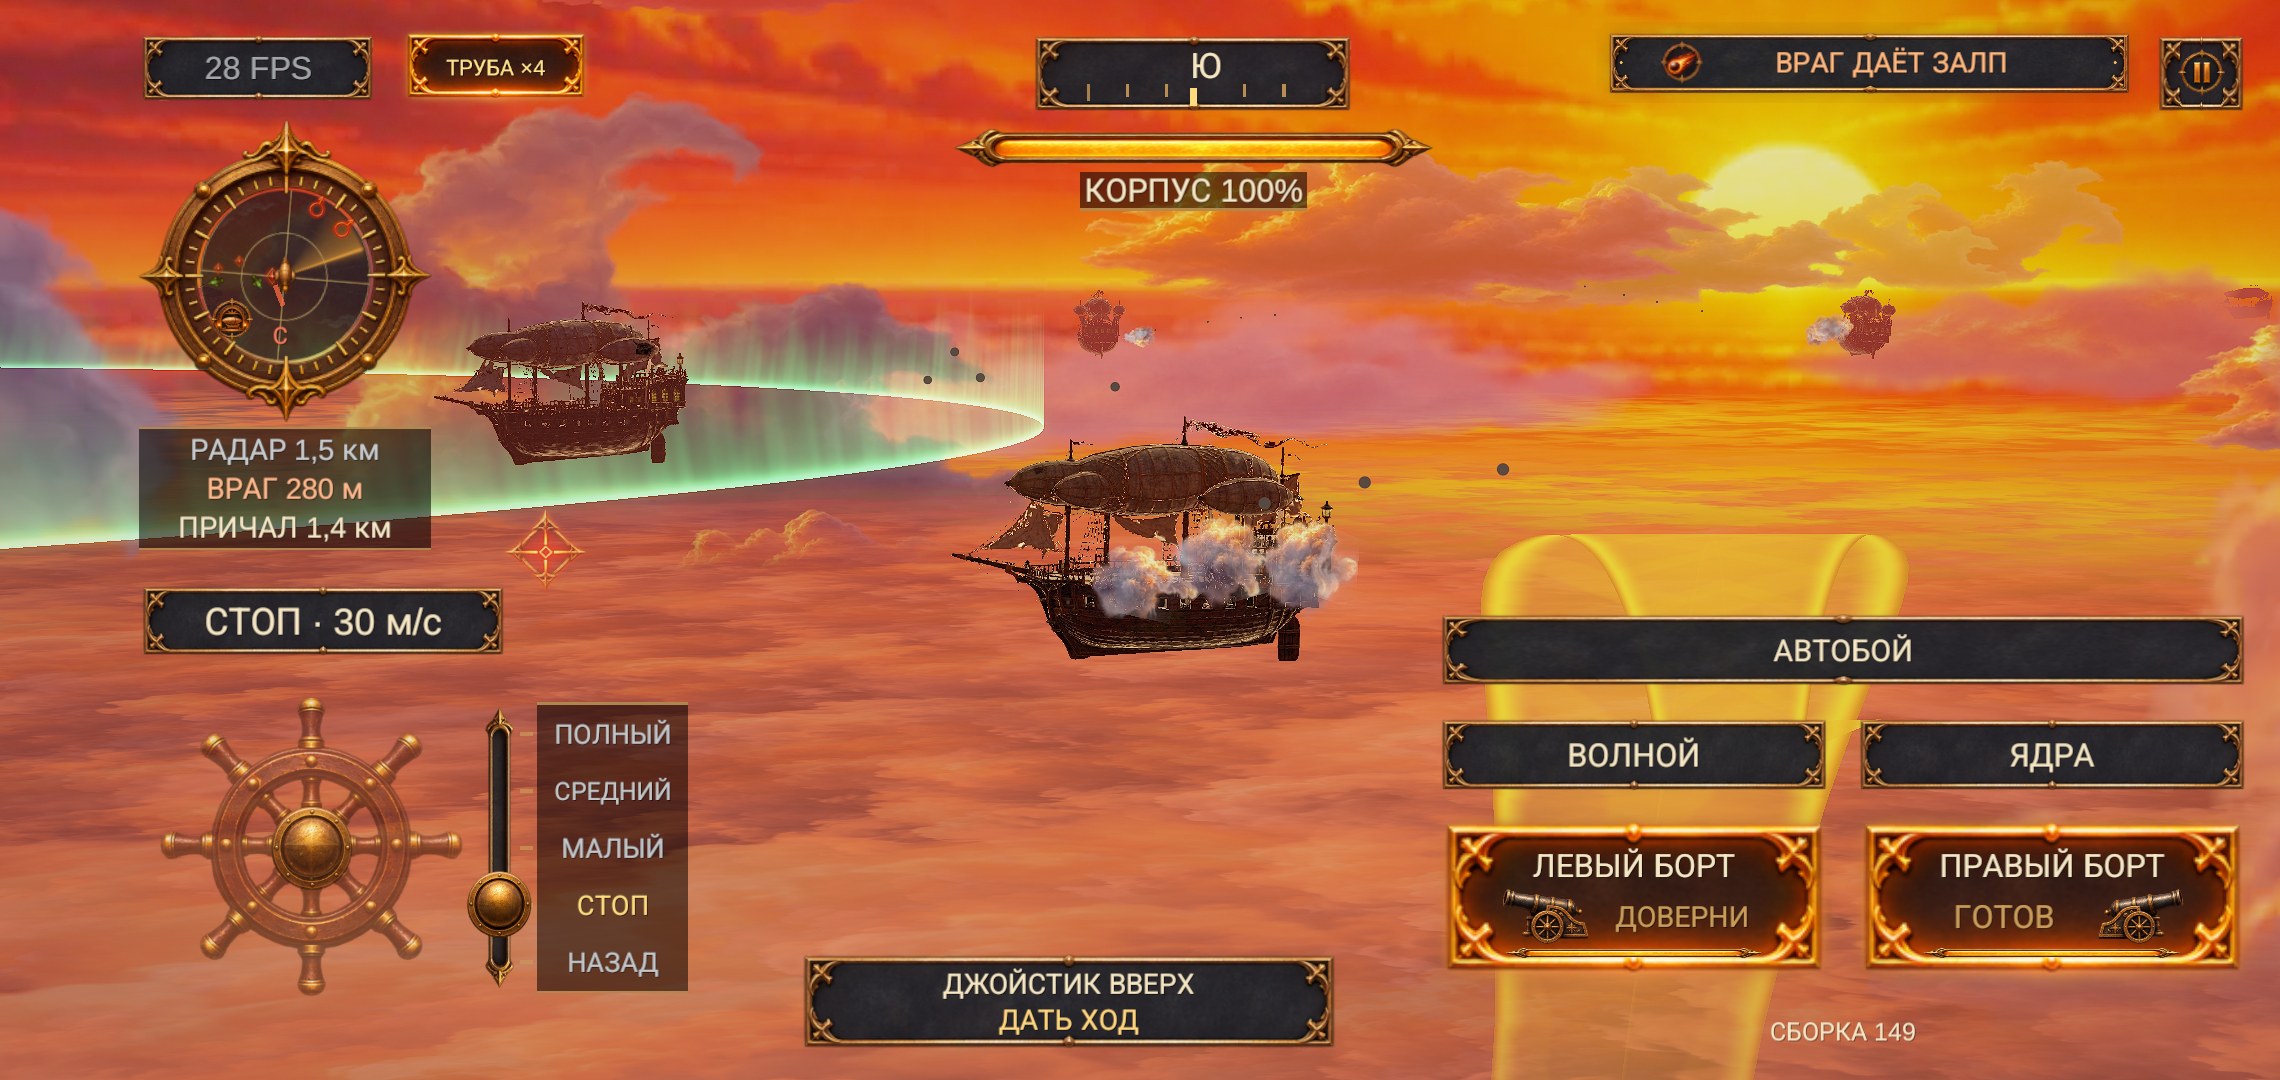 28 FPS
ТРУБА ×4
Ю
ВРАГ ДАЁТ ЗАЛП
КОРПУС 100%
С
РАДАР 1,5 км
ВРАГ 280 м
ПРИЧАЛ 1,4 км
СТОП · 30 м/с
ПОЛНЫЙ
СРЕДНИЙ
МАЛЫЙ
СТОП
НАЗАД
АВТОБОЙ
ВОЛНОЙ
ЯДРА
ЛЕВЫЙ БОРТ
ДОВЕРНИ
ПРАВЫЙ БОРТ
ГОТОВ
ДЖОЙСТИК ВВЕРХ
ДАТЬ ХОД
СБОРКА 149